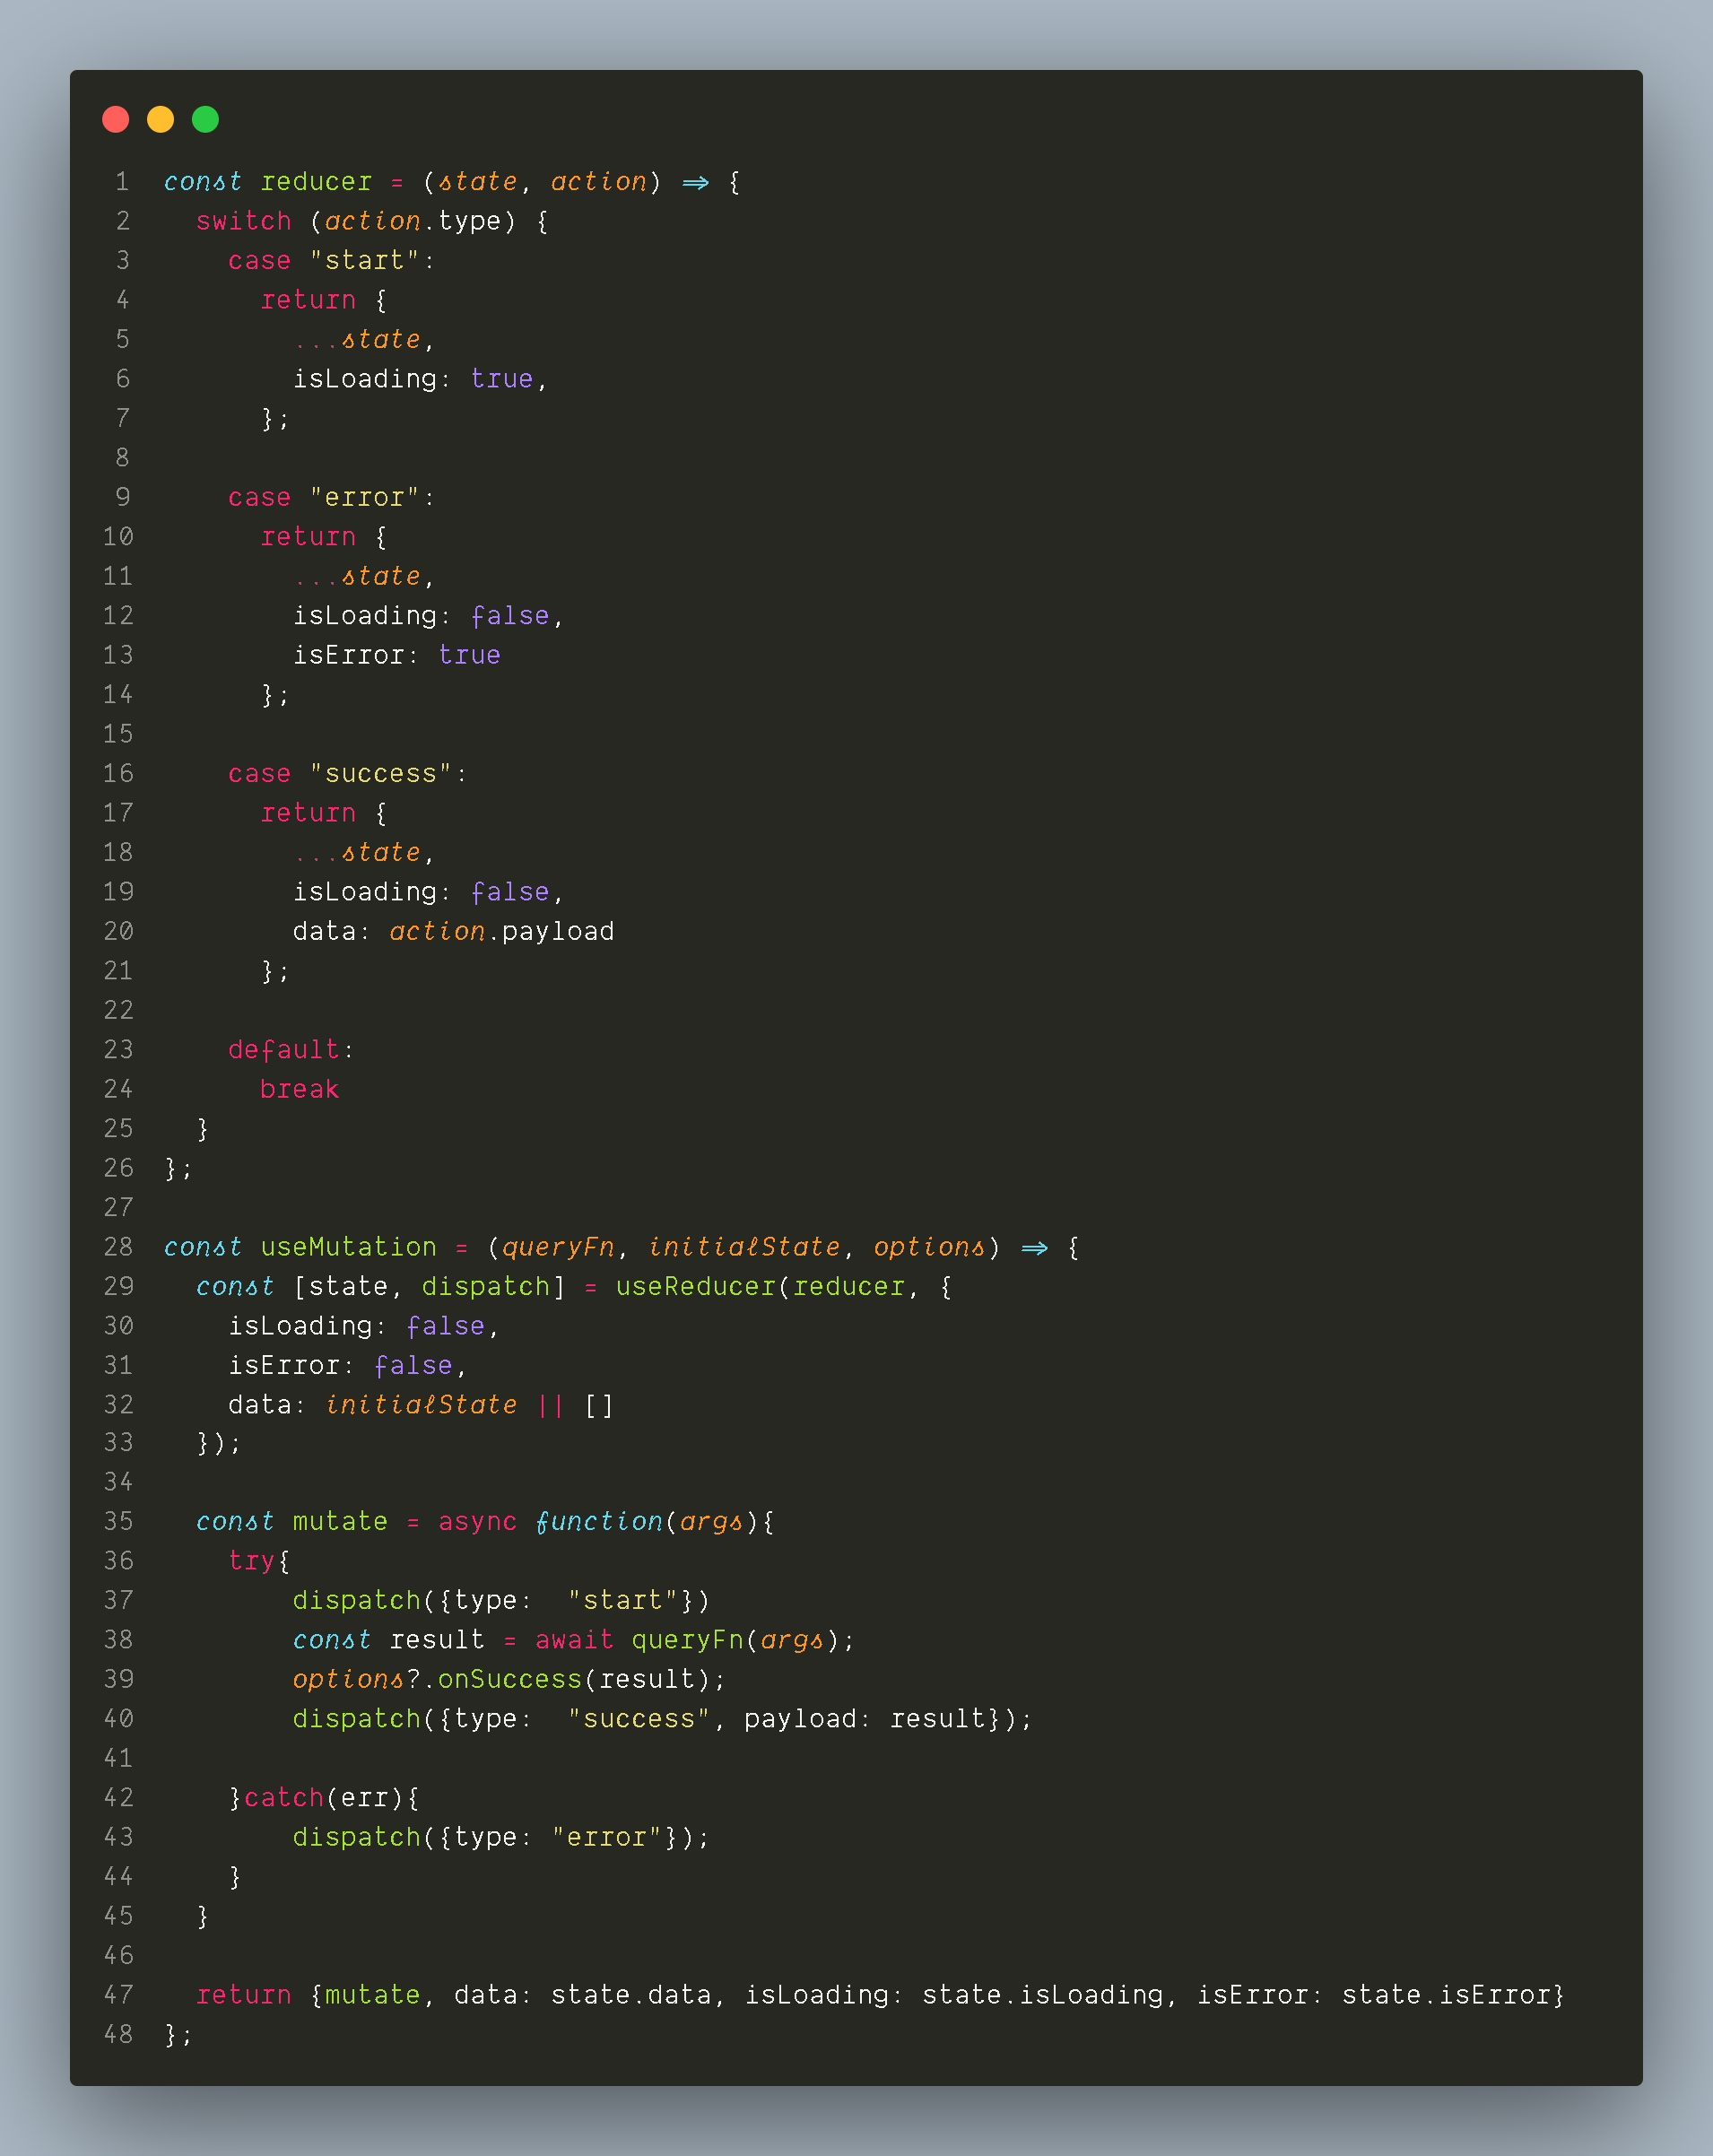 1 const reducer = (state, action) => {
2   switch (action.type) {
3     case "start":
4       return {
5         ...state,
6         isLoading: true,
7       };
8
9     case "error":
10       return {
11         ...state,
12         isLoading: false,
13         isError: true
14       };
15
16     case "success":
17       return {
18         ...state,
19         isLoading: false,
20         data: action.payload
21       };
22
23     default:
24       break
25   }
26 };
27
28 const useMutation = (queryFn, initialState, options) => {
29   const [state, dispatch] = useReducer(reducer, {
30     isLoading: false,
31     isError: false,
32     data: initialState || []
33   });
34
35   const mutate = async function(args){
36     try{
37         dispatch({type:  "start"})
38         const result = await queryFn(args);
39         options?.onSuccess(result);
40         dispatch({type:  "success", payload: result});
41
42     }catch(err){
43         dispatch({type: "error"});
44     }
45   }
46
47   return {mutate, data: state.data, isLoading: state.isLoading, isError: state.isError}
48 };